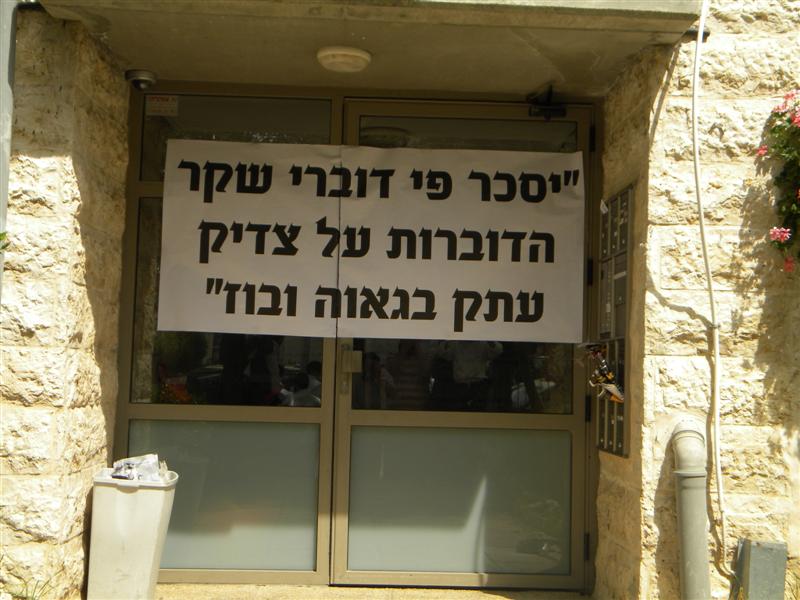 "יסכר פי דוברי שקר
הדוברות על צדיק
עתק בגאוה ובוז"